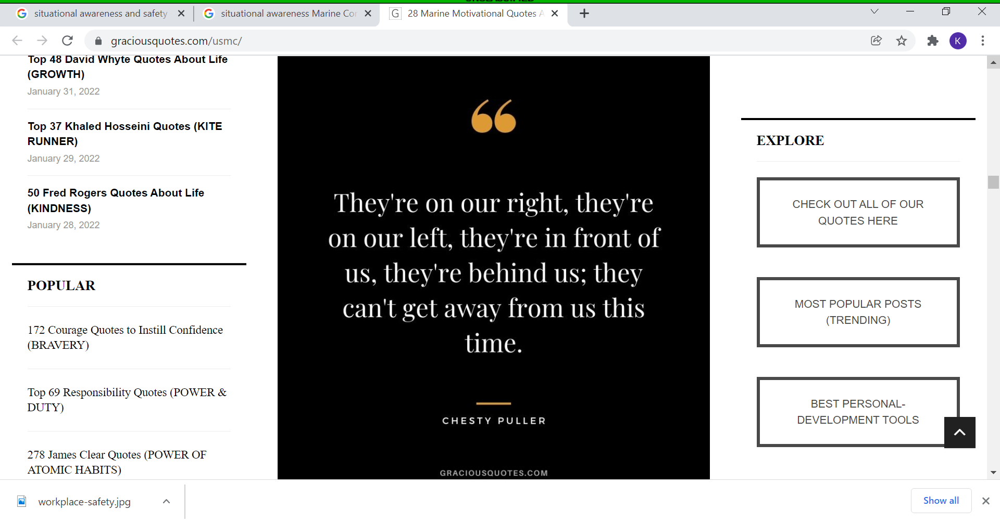 UNCLASSIFIED
situational awareness and safety
situational awareness Marine Cor
G 28 Marine Motivational Quotes A
graciousquotes.com/usmc/
K
Top 48 David Whyte Quotes About Life
(GROWTH)
January 31, 2022
Top 37 Khaled Hosseini Quotes (KITE
RUNNER)
January 29, 2022
50 Fred Rogers Quotes About Life
(KINDNESS)
January 28, 2022
POPULAR
172 Courage Quotes to Instill Confidence
(BRAVERY)
Top 69 Responsibility Quotes (POWER &
DUTY)
278 James Clear Quotes (POWER OF
ATOMIC HABITS)
They're on our right, they're
on our left, they're in front of
us, they're behind us; they
can't get away from us this
time.
CHESTY PULLER
GRACIOUSQUOTES.COM
EXPLORE
CHECK OUT ALL OF OUR
QUOTES HERE
MOST POPULAR POSTS
(TRENDING)
BEST PERSONAL-
DEVELOPMENT TOOLS
workplace-safety.jpg
Show all